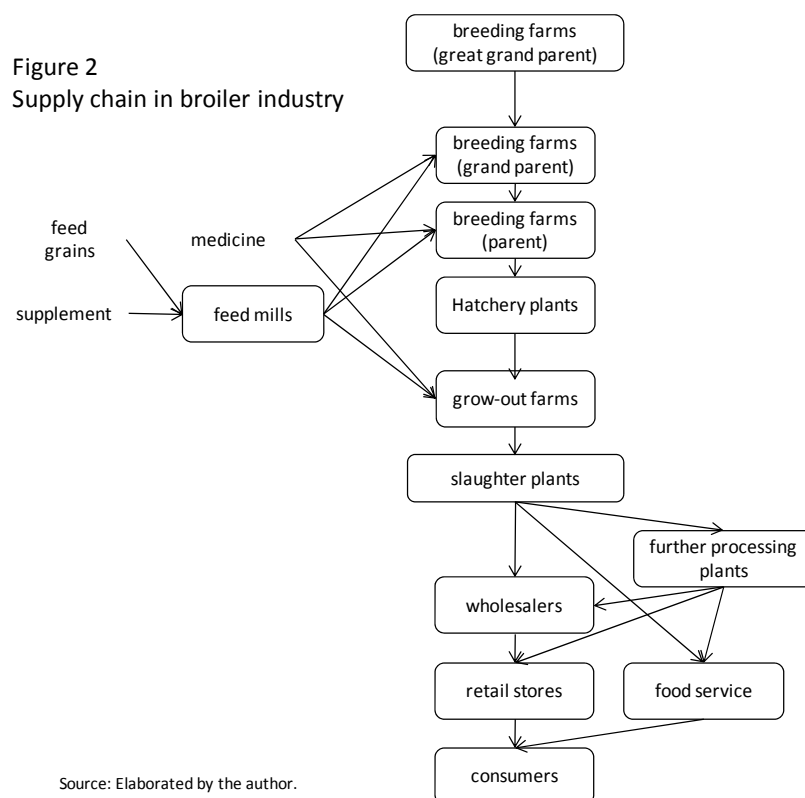 Figure 2
Supply chain in broiler industry
breeding farms
(great grand parent)
breeding farms
(grand parent)
breeding farms
(parent)
feed
grains
medicine
supplement
feed mills
Hatchery plants
grow-out farms
slaughter plants
further processing
plants
wholesalers
retail stores
food service
consumers
Source: Elaborated by the author.